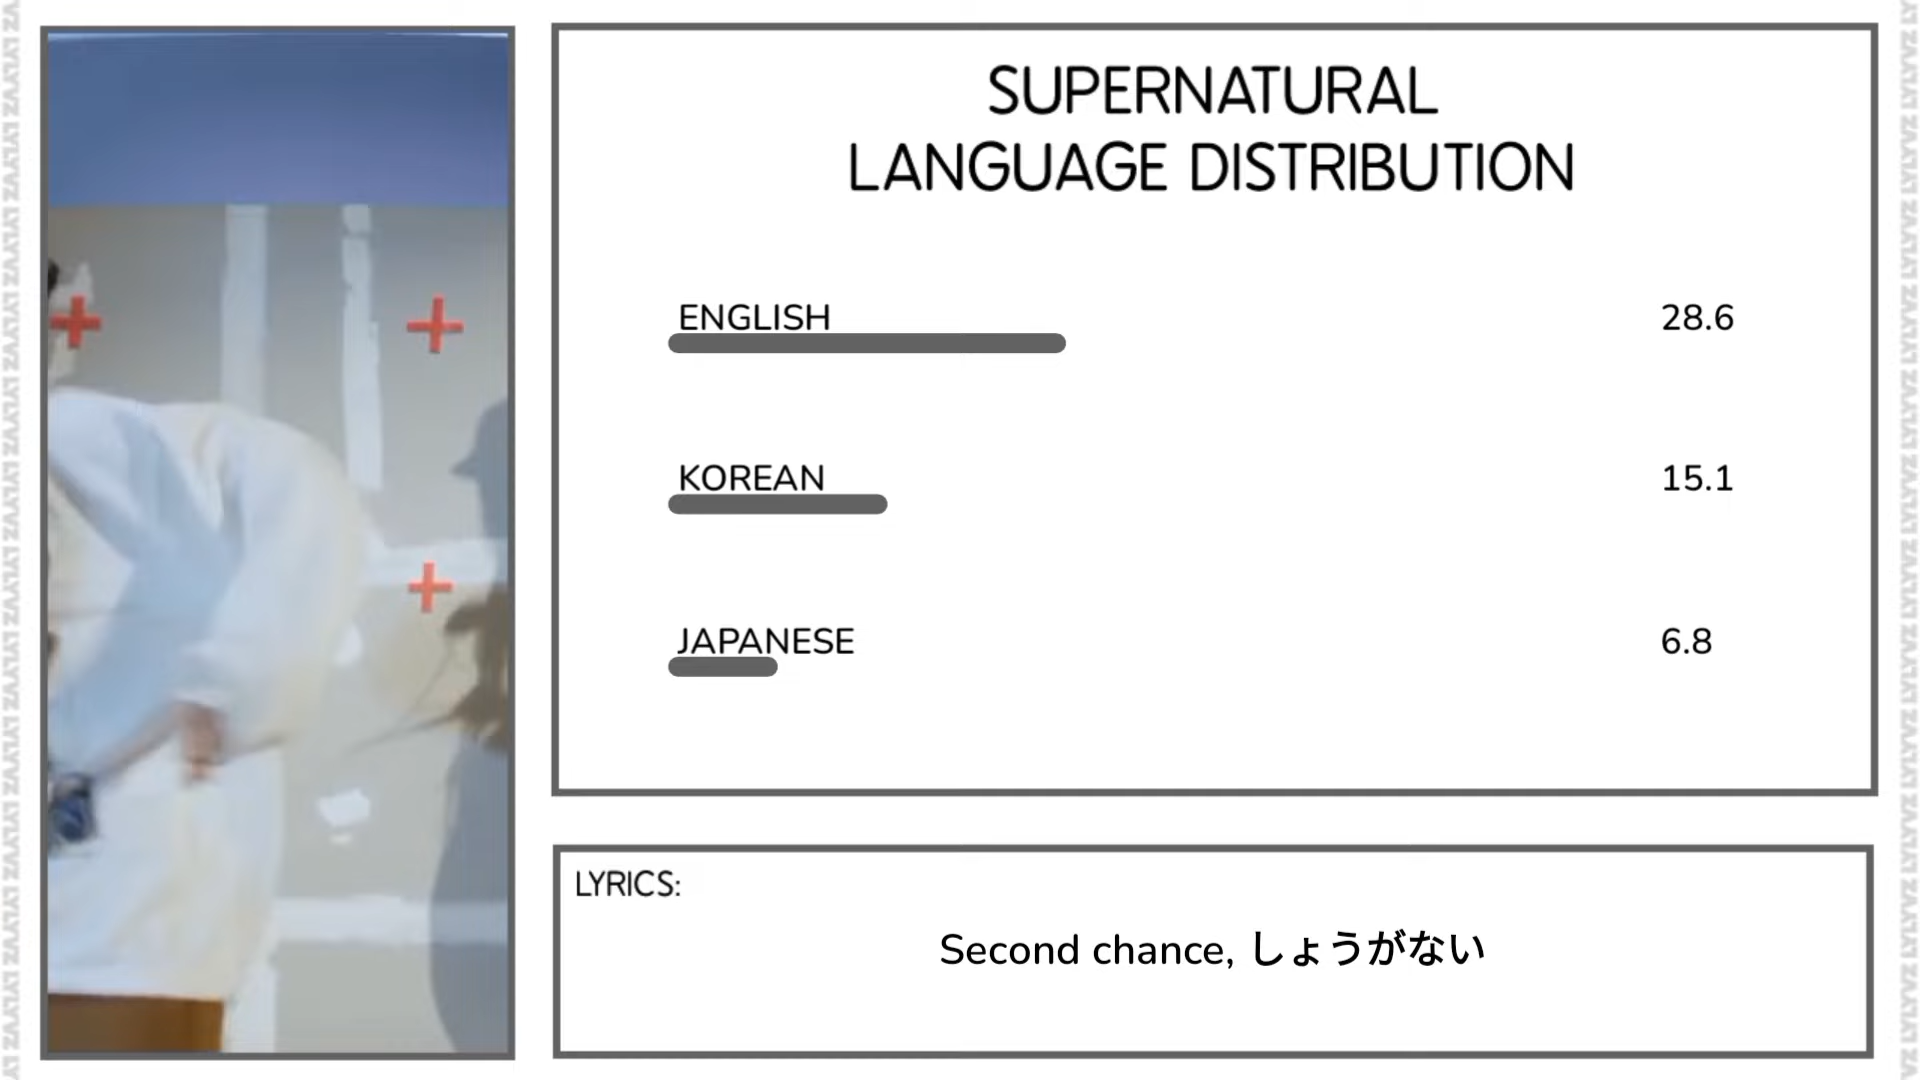 SUPERNATURAL
LANGUAGE DISTRIBUTION
ENGLISH 28.6
KOREAN 15.1
JAPANESE 6.8
LYRICS:
Second chance, しょうがない